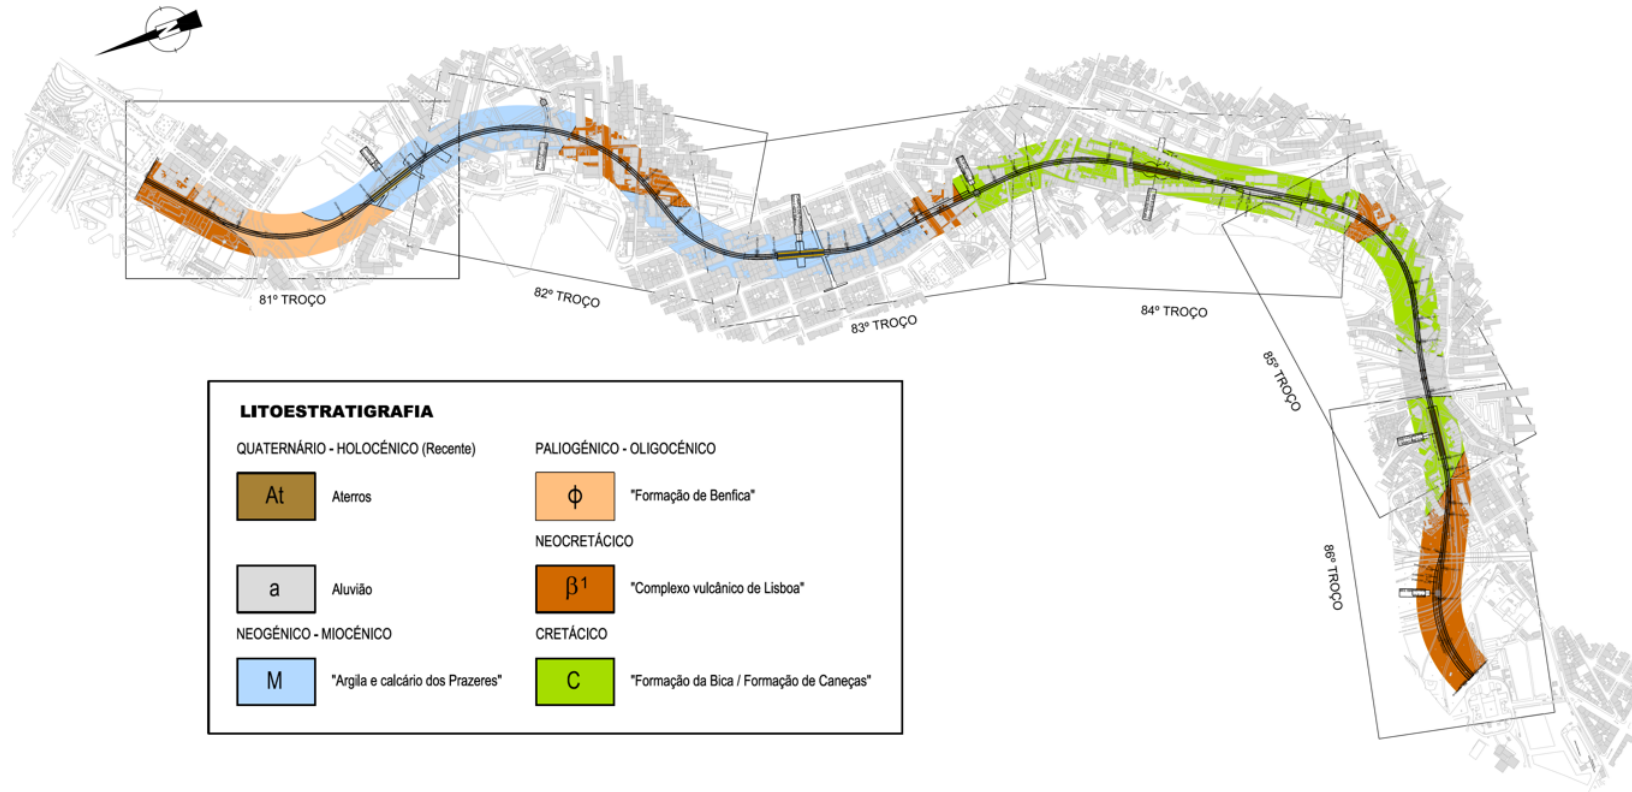 N
81º TROÇO
82º TROÇO
83º TROÇO
84º TROÇO
85º TROÇO
86º TROÇO
LITOESTRATIGRAFIA
QUATERNÁRIO - HOLOCÉNICO (Recente)
At Aterros
a Aluvião
NEOGÉNICO - MIOCÉNICO
M "Argila e calcário dos Prazeres"
PALIOGÉNICO - OLIGOCÉNICO
ϕ "Formação de Benfica"
NEOCRETÁCICO
β¹ "Complexo vulcânico de Lisboa"
CRETÁCICO
C "Formação da Bica / Formação de Caneças"